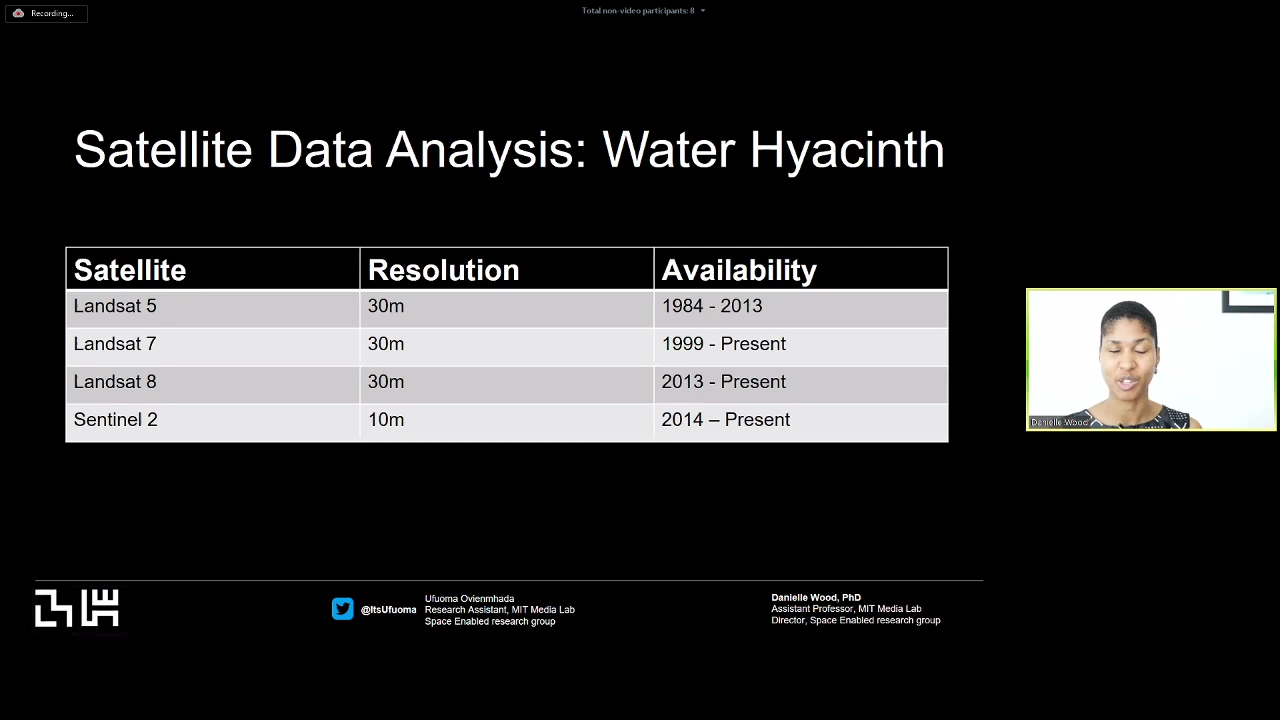 Recording...
Total non-video participants: 8
Satellite Data Analysis: Water Hyacinth
Satellite Resolution Availability
Landsat 5 30m 1984 - 2013
Landsat 7 30m 1999 - Present
Landsat 8 30m 2013 - Present
Sentinel 2 10m 2014 – Present
Danielle Wood
@ItsUfuoma
Ufuoma Ovienmhada
Research Assistant, MIT Media Lab
Space Enabled research group
Danielle Wood, PhD
Assistant Professor, MIT Media Lab
Director, Space Enabled research group